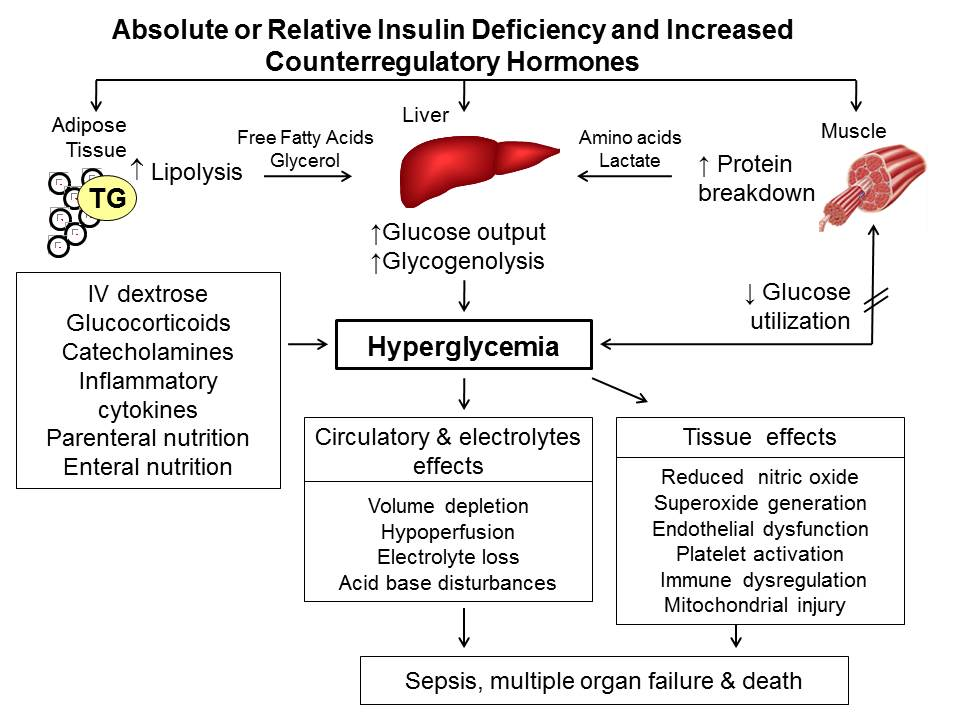 Absolute or Relative Insulin Deficiency and Increased
Counterregulatory Hormones
Adipose
Tissue
TG
↑ Lipolysis
Free Fatty Acids
Glycerol
Liver
Amino acids
Lactate
↑ Protein
breakdown
Muscle
↑Glucose output
↑Glycogenolysis
↓ Glucose
utilization
IV dextrose
Glucocorticoids
Catecholamines
Inflammatory
cytokines
Parenteral nutrition
Enteral nutrition
Hyperglycemia
Circulatory & electrolytes
effects
Volume depletion
Hypoperfusion
Electrolyte loss
Acid base disturbances
Tissue effects
Reduced nitric oxide
Superoxide generation
Endothelial dysfunction
Platelet activation
Immune dysregulation
Mitochondrial injury
Sepsis, multiple organ failure & death